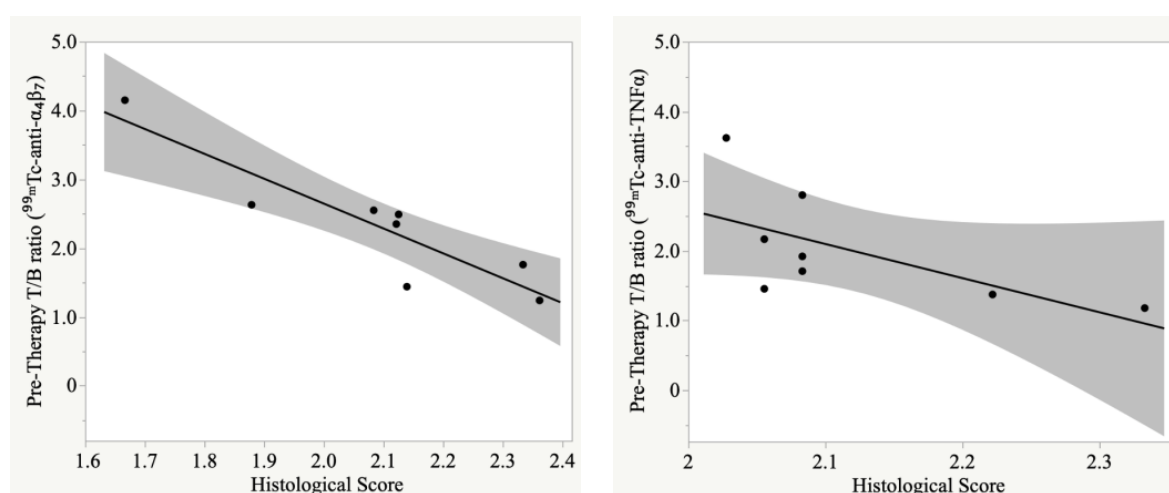 Pre-Therapy T/B ratio (⁹⁹ᵐTc-anti-α₄β₇)
5.0
4.0
3.0
2.0
1.0
0
1.6 1.7 1.8 1.9 2.0 2.1 2.2 2.3 2.4
Histological Score
Pre-Therapy T/B ratio (⁹⁹ᵐTc-anti-TNFα)
5.0
4.0
3.0
2.0
1.0
0
2 2.1 2.2 2.3
Histological Score